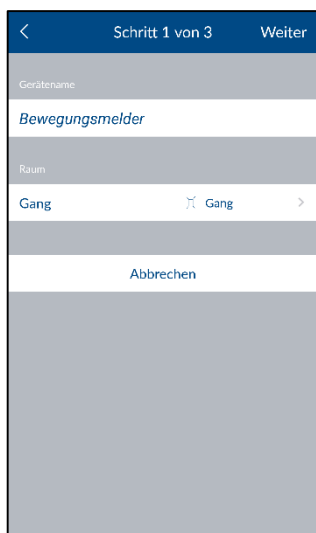 Schritt 1 von 3 Weiter
Gerätename
Bewegungsmelder
Raum
Gang Gang
Abbrechen